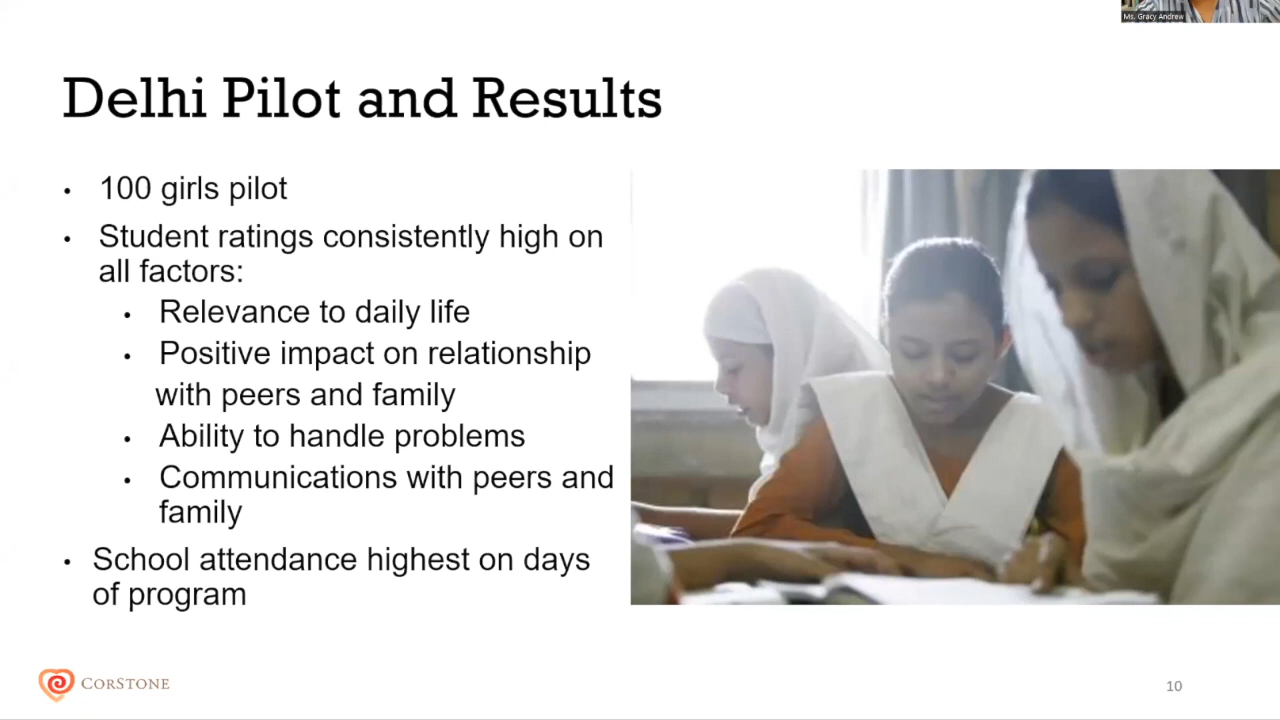 Ms. Gracy Andrew
Delhi Pilot and Results
• 100 girls pilot
• Student ratings consistently high on
all factors:
• Relevance to daily life
• Positive impact on relationship
with peers and family
• Ability to handle problems
• Communications with peers and
family
• School attendance highest on days
of program
CORSTONE
10